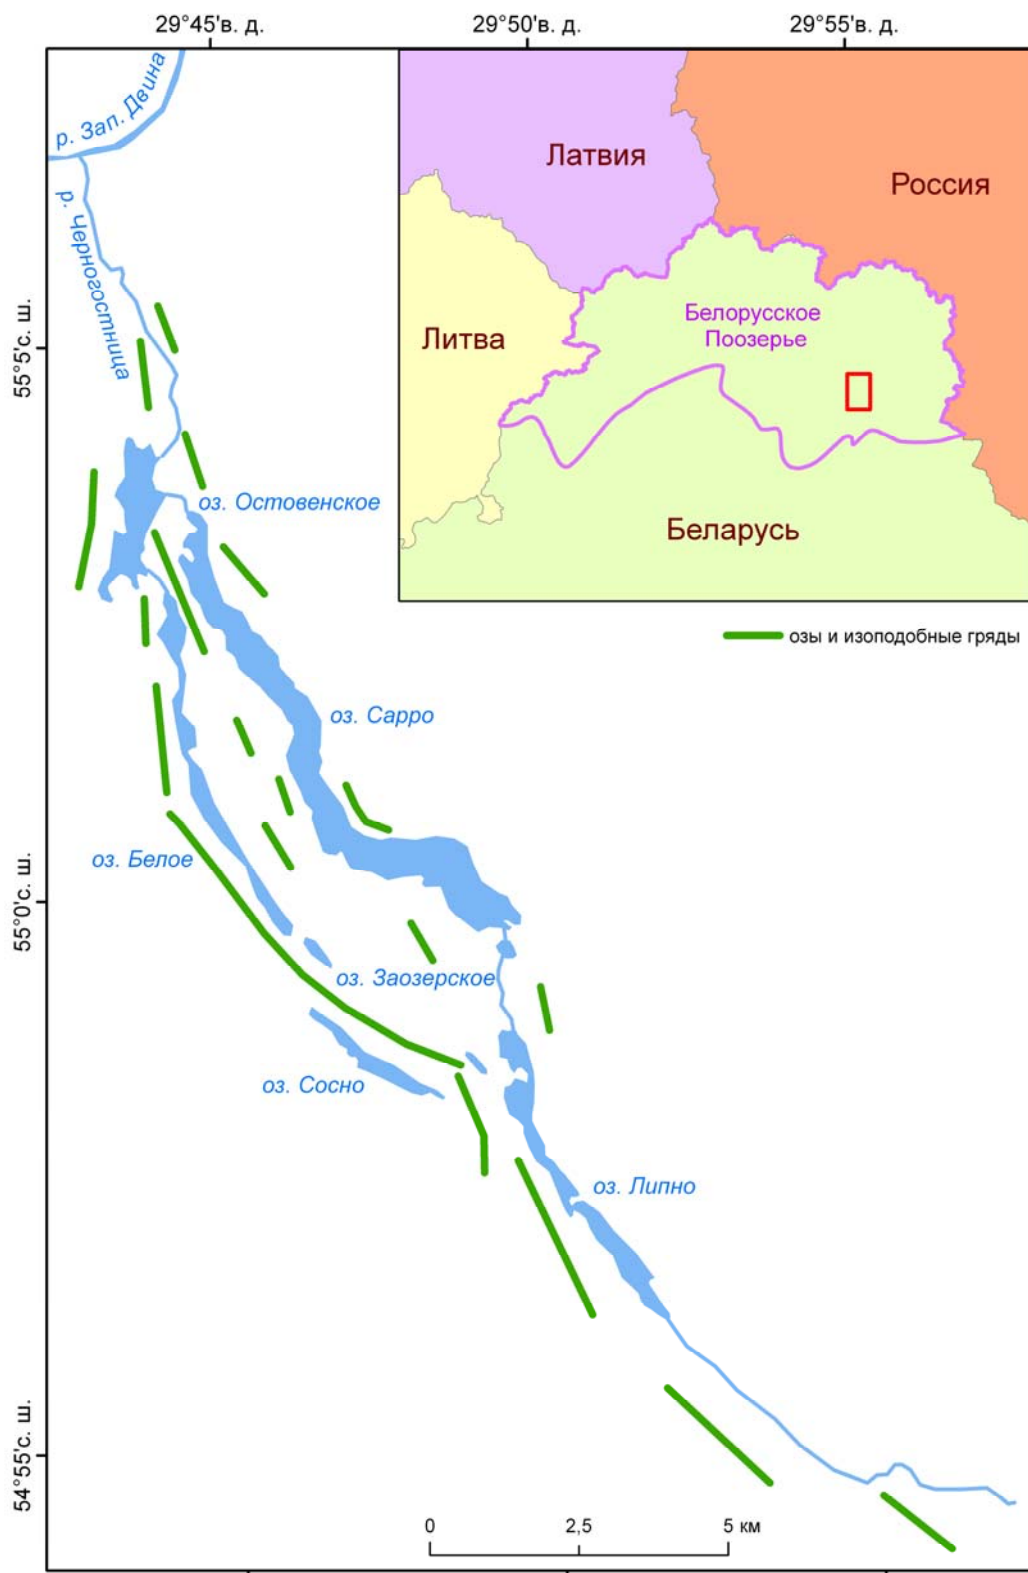 29°45'в. д.
29°50'в. д.
29°55'в. д.
р. Зап. Двина
р. Черногостница
55°5'с. ш.
Латвия
Россия
Литва
Белорусское
Поозерье
Беларусь
оз. Остовенское
озы и изоподобные гряды
оз. Сарро
оз. Белое
55°0'с. ш.
оз. Заозерское
оз. Сосно
оз. Липно
54°55'с. ш.
0
2,5
5 км